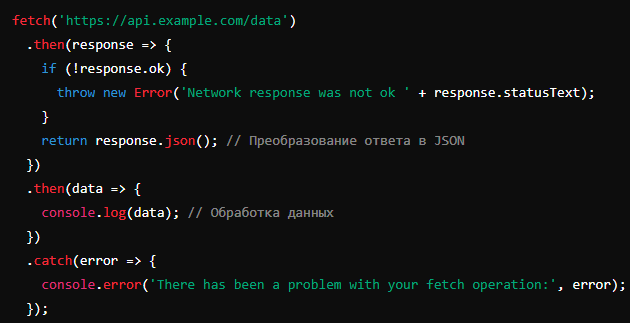 fetch('https://api.example.com/data')
  .then(response => {
    if (!response.ok) {
      throw new Error('Network response was not ok ' + response.statusText);
    }
    return response.json(); // Преобразование ответа в JSON
  })
  .then(data => {
    console.log(data); // Обработка данных
  })
  .catch(error => {
    console.error('There has been a problem with your fetch operation:', error);
  });